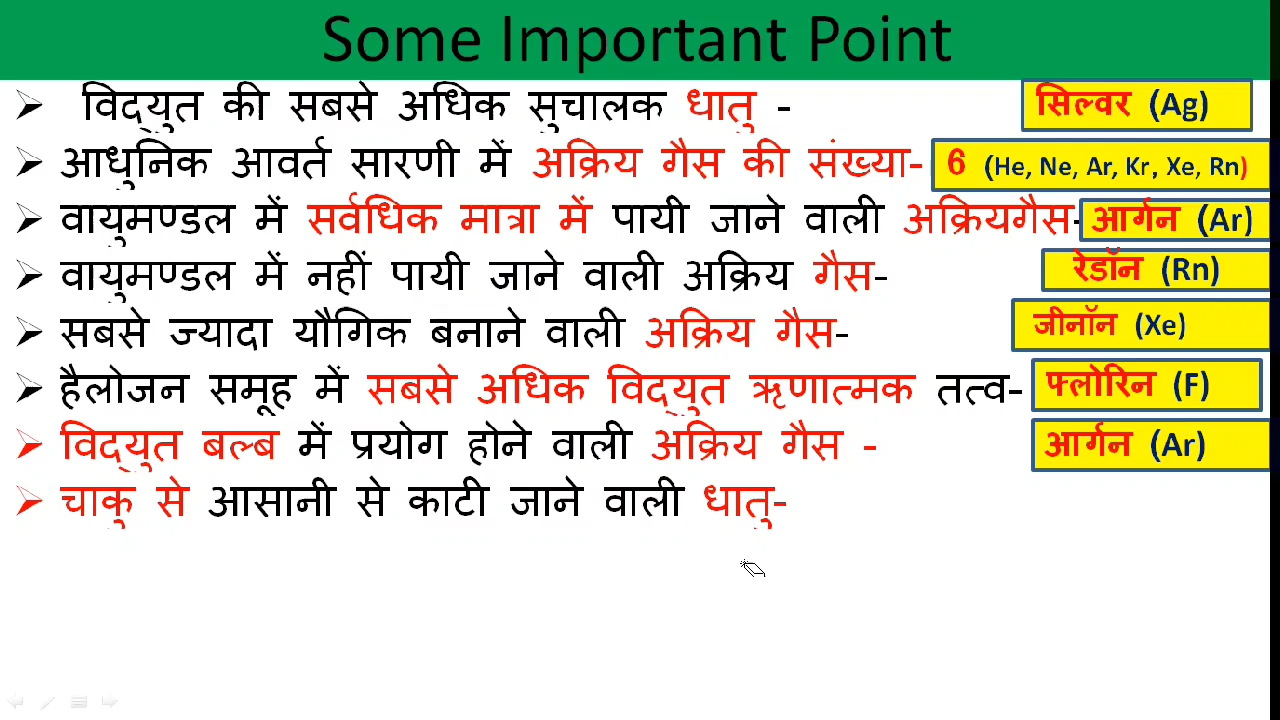 Some Important Point
➢ विद्युत की सबसे अधिक सुचालक धातु - सिल्वर (Ag)
➢ आधुनिक आवर्त सारणी में अक्रिय गैस की संख्या- 6 (He, Ne, Ar, Kr, Xe, Rn)
➢ वायुमण्डल में सर्वधिक मात्रा में पायी जाने वाली अक्रियगैस- आर्गन (Ar)
➢ वायुमण्डल में नहीं पायी जाने वाली अक्रिय गैस- रेडॉन (Rn)
➢ सबसे ज्यादा यौगिक बनाने वाली अक्रिय गैस- जीनॉन (Xe)
➢ हैलोजन समूह में सबसे अधिक विद्युत ऋणात्मक तत्व- फ्लोरिन (F)
➢ विद्युत बल्ब में प्रयोग होने वाली अक्रिय गैस - आर्गन (Ar)
➢ चाकु से आसानी से काटी जाने वाली धातु-